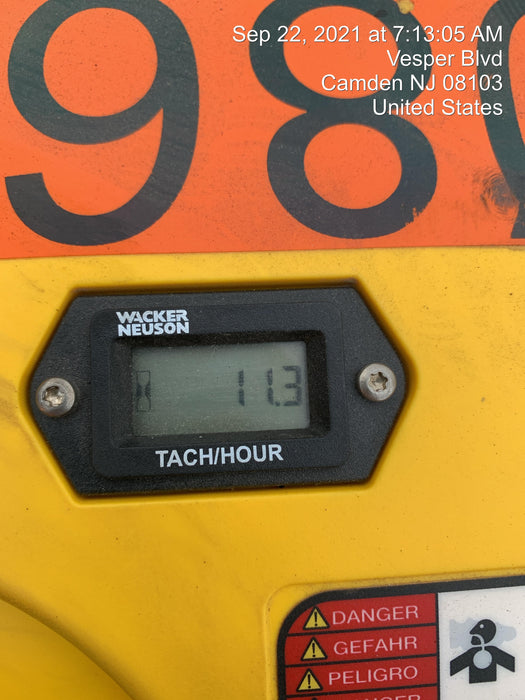 Sep 22, 2021 at 7:13:05 AM
Vesper Blvd
Camden NJ 08103
United States
98
WACKER
NEUSON
11.3
TACH/HOUR
DANGER
GEFAHR
PELIGRO